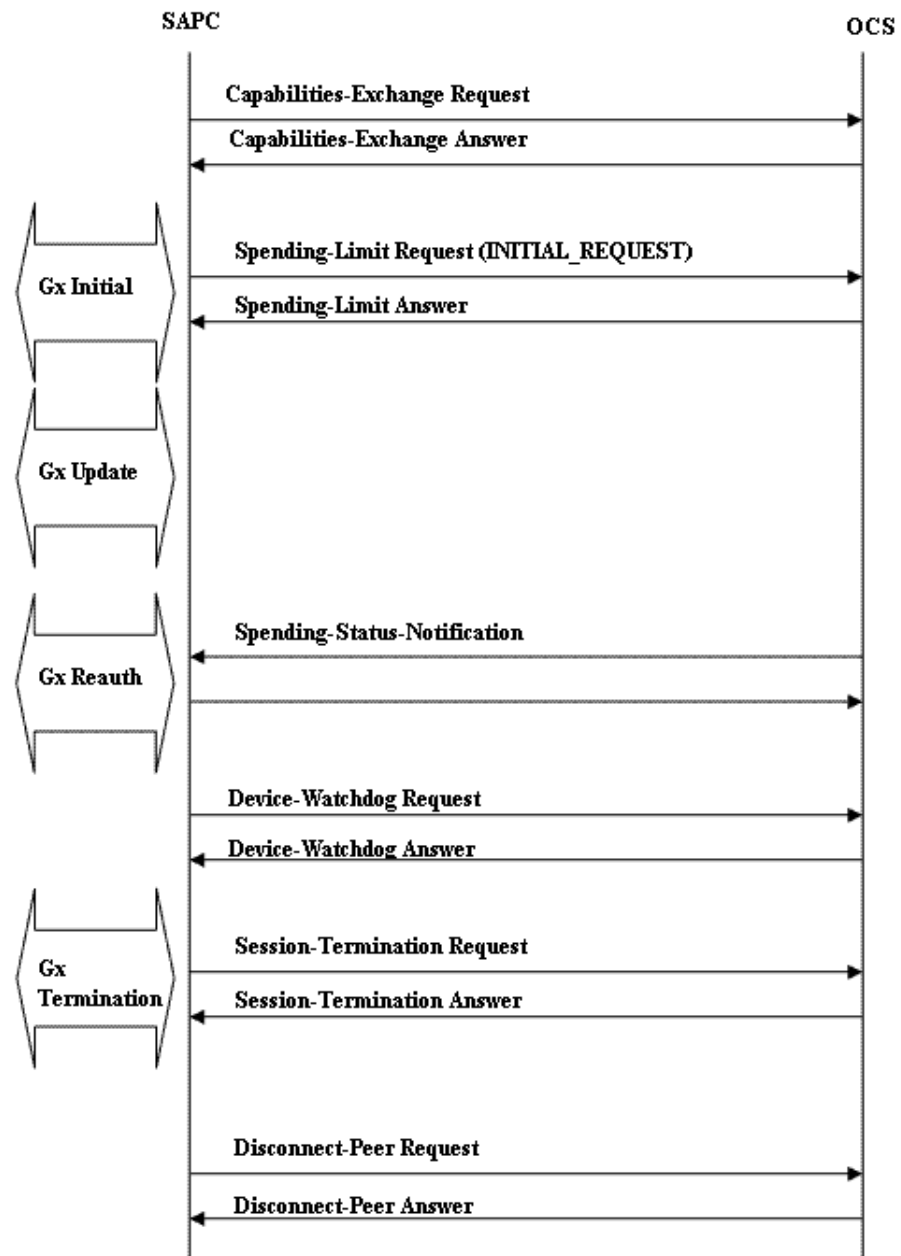 SAPC
OCS
Capabilities-Exchange Request
Capabilities-Exchange Answer
Spending-Limit Request (INITIAL_REQUEST)
Gx Initial
Spending-Limit Answer
Gx Update
Spending-Status-Notification
Gx Reauth
Device-Watchdog Request
Device-Watchdog Answer
Session-Termination Request
Gx
Termination
Session-Termination Answer
Disconnect-Peer Request
Disconnect-Peer Answer